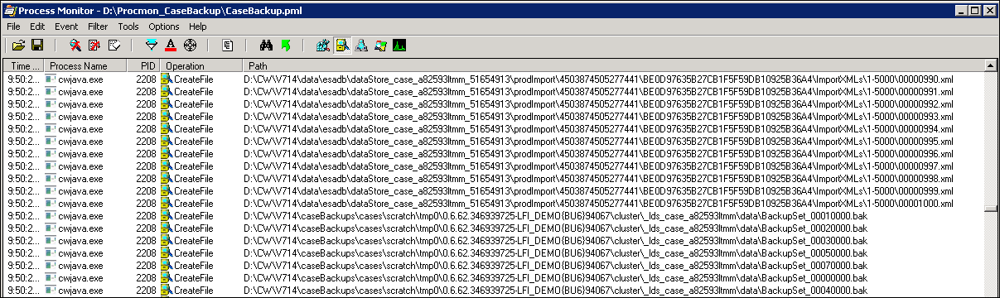 Process Monitor - D:\Procmon_CaseBackup\CaseBackup.pml
File Edit Event Filter Tools Options Help
Time ... Process Name PID Operation Path
9:50:2... cwjava.exe 2208 CreateFile D:\CW\V714\data\esadb\dataStore_case_a82593ltmm_51654913\prodImport\4503874505277441\BE0D97635B27CB1F5F59DB10925B36A4\ImportXMLs\1-5000\00000990.xml
9:50:2... cwjava.exe 2208 CreateFile D:\CW\V714\data\esadb\dataStore_case_a82593ltmm_51654913\prodImport\4503874505277441\BE0D97635B27CB1F5F59DB10925B36A4\ImportXMLs\1-5000\00000991.xml
9:50:2... cwjava.exe 2208 CreateFile D:\CW\V714\data\esadb\dataStore_case_a82593ltmm_51654913\prodImport\4503874505277441\BE0D97635B27CB1F5F59DB10925B36A4\ImportXMLs\1-5000\00000992.xml
9:50:2... cwjava.exe 2208 CreateFile D:\CW\V714\data\esadb\dataStore_case_a82593ltmm_51654913\prodImport\4503874505277441\BE0D97635B27CB1F5F59DB10925B36A4\ImportXMLs\1-5000\00000993.xml
9:50:2... cwjava.exe 2208 CreateFile D:\CW\V714\data\esadb\dataStore_case_a82593ltmm_51654913\prodImport\4503874505277441\BE0D97635B27CB1F5F59DB10925B36A4\ImportXMLs\1-5000\00000994.xml
9:50:2... cwjava.exe 2208 CreateFile D:\CW\V714\data\esadb\dataStore_case_a82593ltmm_51654913\prodImport\4503874505277441\BE0D97635B27CB1F5F59DB10925B36A4\ImportXMLs\1-5000\00000995.xml
9:50:2... cwjava.exe 2208 CreateFile D:\CW\V714\data\esadb\dataStore_case_a82593ltmm_51654913\prodImport\4503874505277441\BE0D97635B27CB1F5F59DB10925B36A4\ImportXMLs\1-5000\00000996.xml
9:50:2... cwjava.exe 2208 CreateFile D:\CW\V714\data\esadb\dataStore_case_a82593ltmm_51654913\prodImport\4503874505277441\BE0D97635B27CB1F5F59DB10925B36A4\ImportXMLs\1-5000\00000997.xml
9:50:2... cwjava.exe 2208 CreateFile D:\CW\V714\data\esadb\dataStore_case_a82593ltmm_51654913\prodImport\4503874505277441\BE0D97635B27CB1F5F59DB10925B36A4\ImportXMLs\1-5000\00000998.xml
9:50:2... cwjava.exe 2208 CreateFile D:\CW\V714\data\esadb\dataStore_case_a82593ltmm_51654913\prodImport\4503874505277441\BE0D97635B27CB1F5F59DB10925B36A4\ImportXMLs\1-5000\00000999.xml
9:50:2... cwjava.exe 2208 CreateFile D:\CW\V714\data\esadb\dataStore_case_a82593ltmm_51654913\prodImport\4503874505277441\BE0D97635B27CB1F5F59DB10925B36A4\ImportXMLs\1-5000\00001000.xml
9:50:2... cwjava.exe 2208 CreateFile D:\CW\V714\caseBackups\cases\scratch\tmp0\0.6.62.346939725-LFI_DEMO{BU6}94067\cluster\_lds_case_a82593ltmm\data\BackupSet_00010000.bak
9:50:2... cwjava.exe 2208 CreateFile D:\CW\V714\caseBackups\cases\scratch\tmp0\0.6.62.346939725-LFI_DEMO{BU6}94067\cluster\_lds_case_a82593ltmm\data\BackupSet_00020000.bak
9:50:2... cwjava.exe 2208 CreateFile D:\CW\V714\caseBackups\cases\scratch\tmp0\0.6.62.346939725-LFI_DEMO{BU6}94067\cluster\_lds_case_a82593ltmm\data\BackupSet_00030000.bak
9:50:2... cwjava.exe 2208 CreateFile D:\CW\V714\caseBackups\cases\scratch\tmp0\0.6.62.346939725-LFI_DEMO{BU6}94067\cluster\_lds_case_a82593ltmm\data\BackupSet_00050000.bak
9:50:2... cwjava.exe 2208 CreateFile D:\CW\V714\caseBackups\cases\scratch\tmp0\0.6.62.346939725-LFI_DEMO{BU6}94067\cluster\_lds_case_a82593ltmm\data\BackupSet_00070000.bak
9:50:2... cwjava.exe 2208 CreateFile D:\CW\V714\caseBackups\cases\scratch\tmp0\0.6.62.346939725-LFI_DEMO{BU6}94067\cluster\_lds_case_a82593ltmm\data\BackupSet_00000000.bak
9:50:2... cwjava.exe 2208 CreateFile D:\CW\V714\caseBackups\cases\scratch\tmp0\0.6.62.346939725-LFI_DEMO{BU6}94067\cluster\_lds_case_a82593ltmm\data\BackupSet_00040000.bak